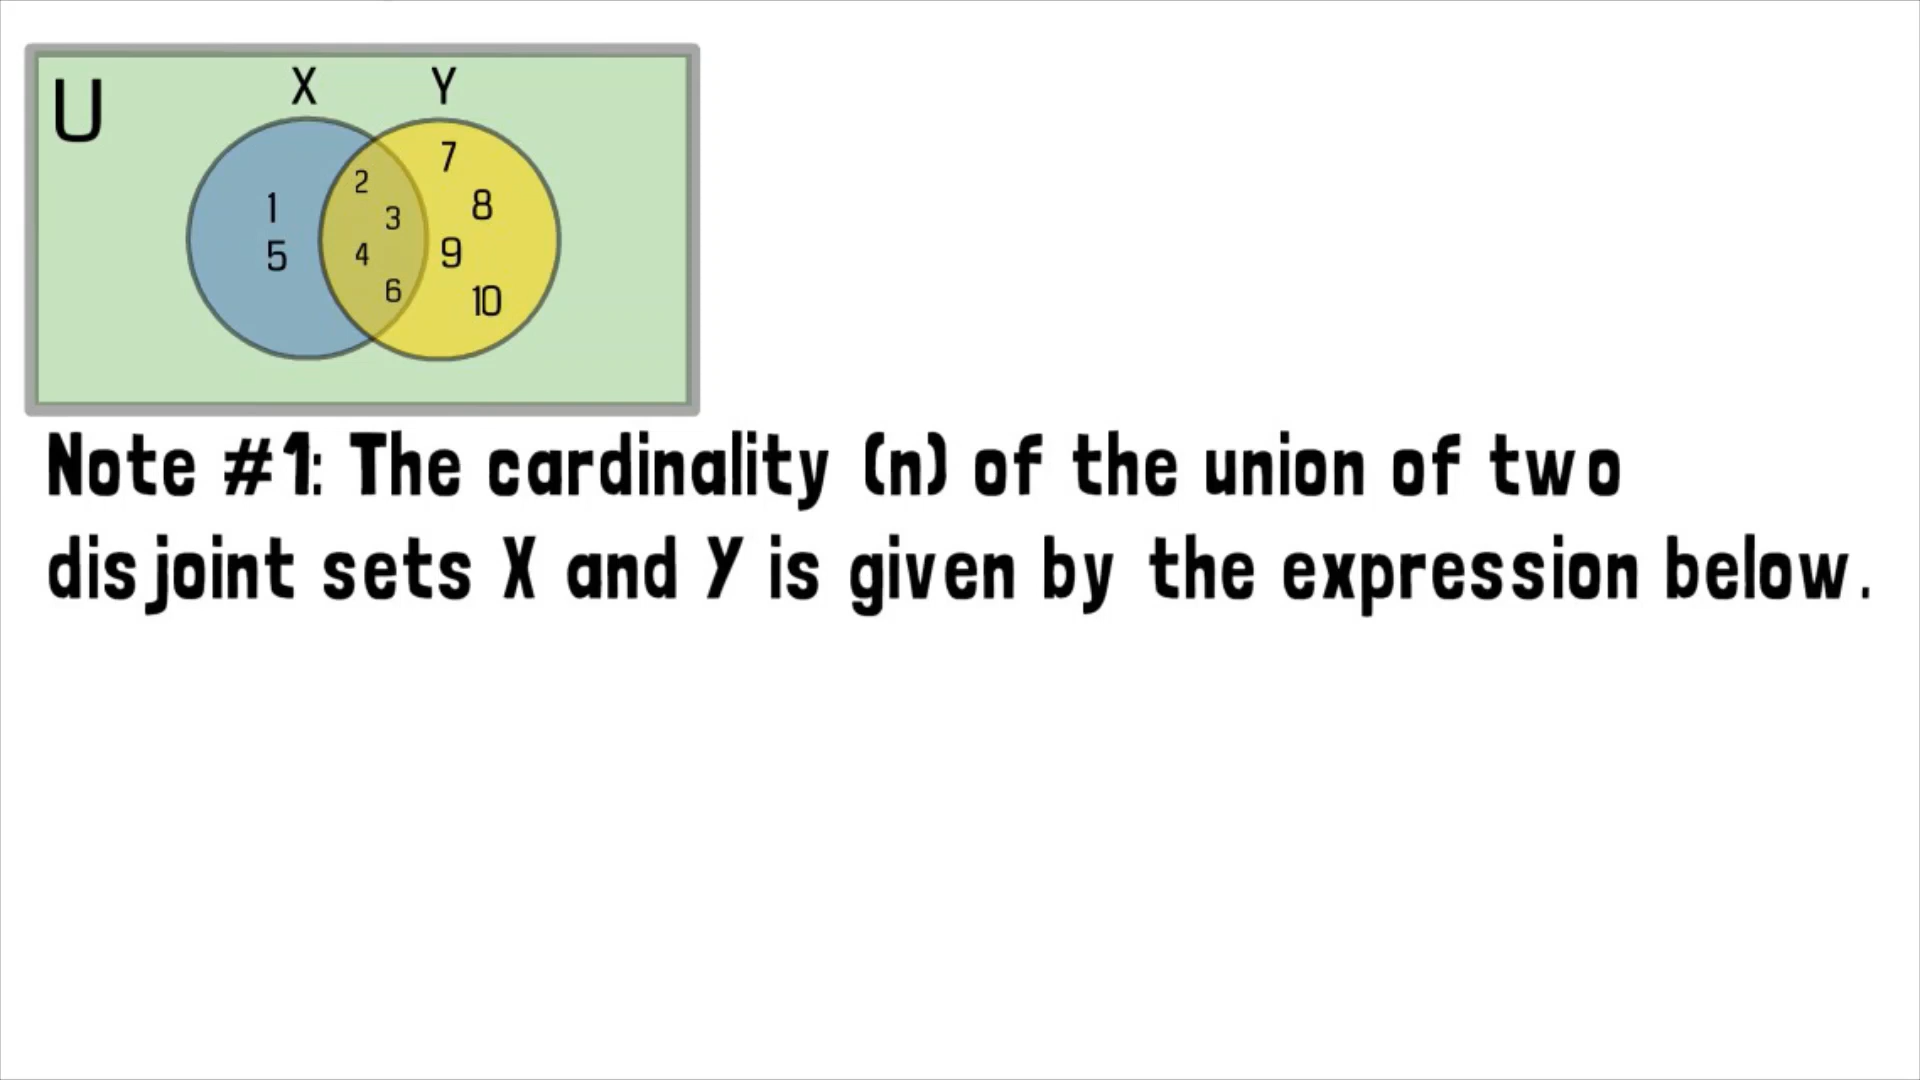 U
X Y
7
2
1 3 8
5 4 9
6 10
Note #1: The cardinality (n) of the union of two
disjoint sets X and Y is given by the expression below.